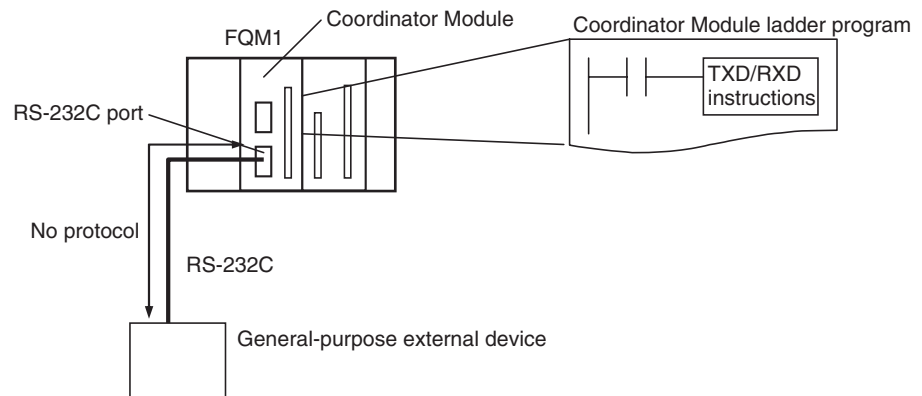 Coordinator Module
Coordinator Module ladder program
FQM1
TXD/RXD
instructions
RS-232C port
No protocol
RS-232C
General-purpose external device